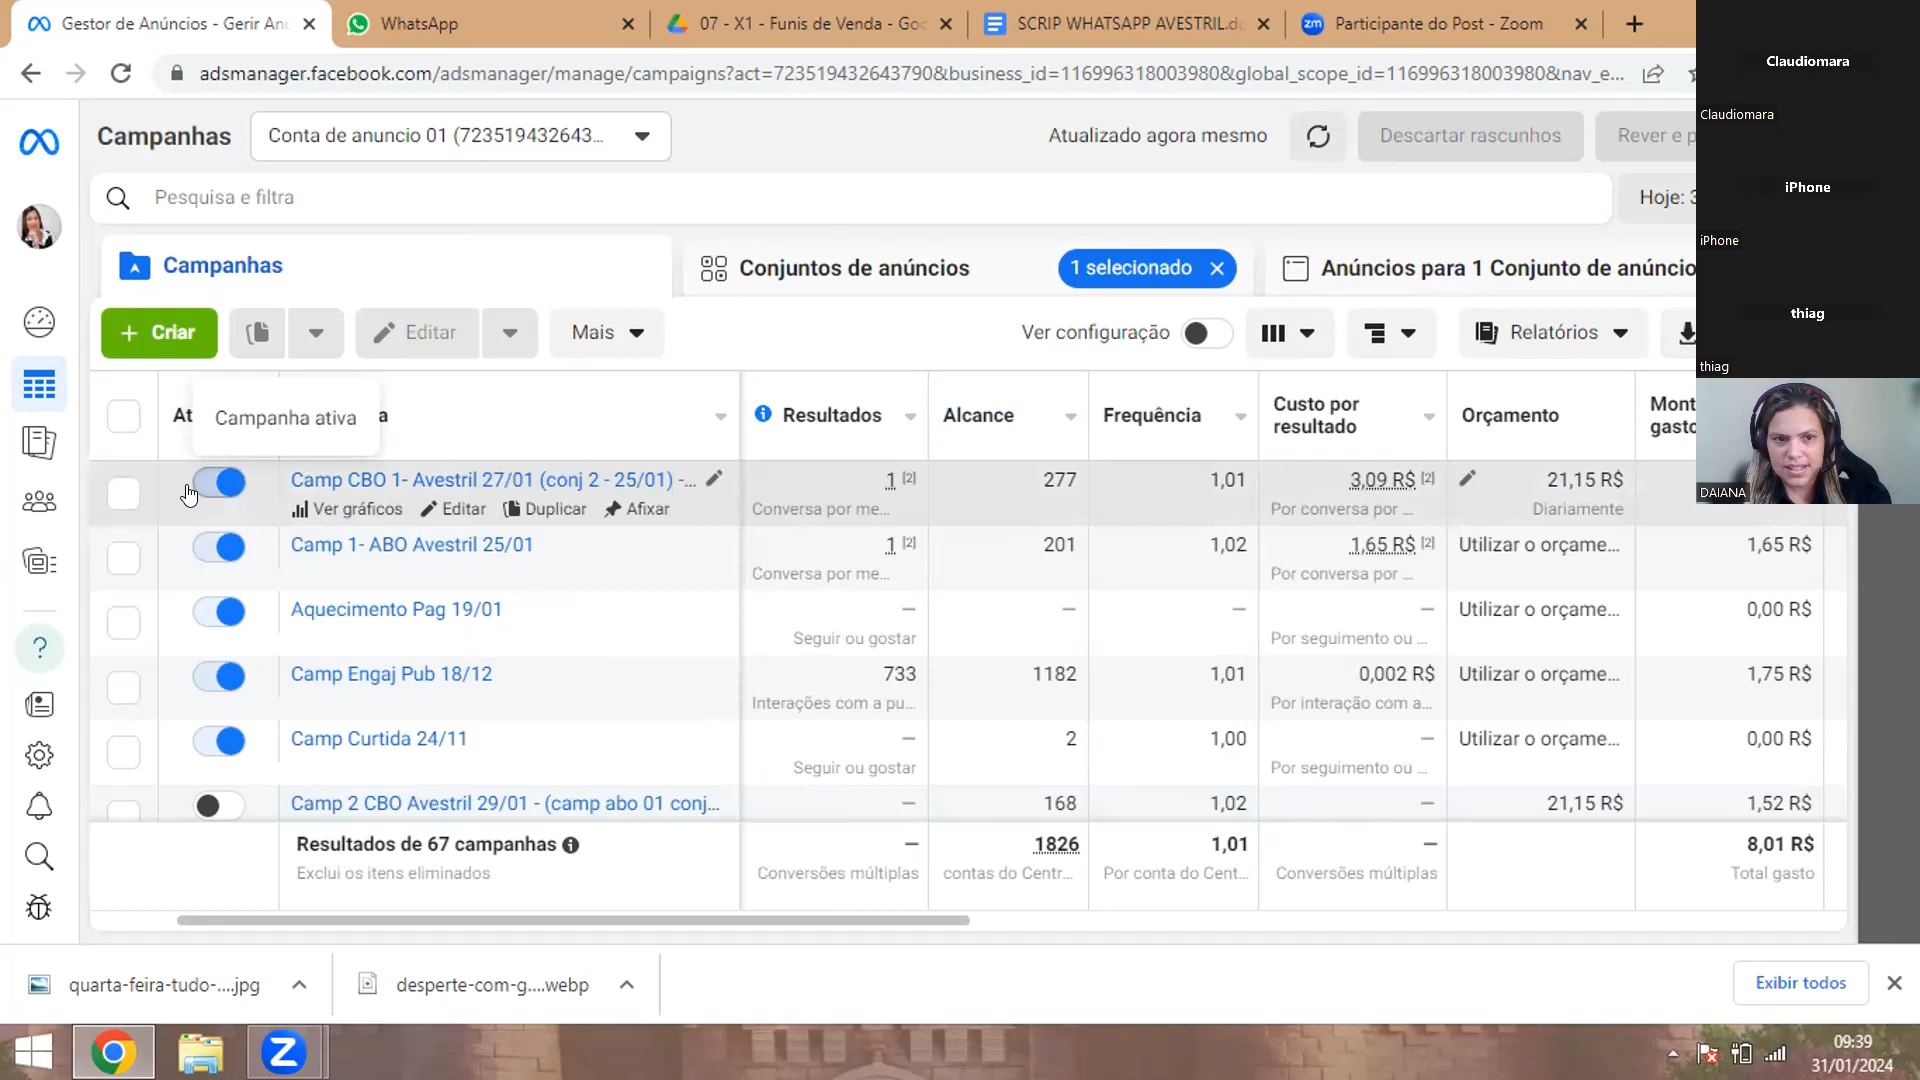 Gestor de Anúncios - Gerir Anú
WhatsApp
07 - X1 - Funis de Venda - Goo
SCRIP WHATSAPP AVESTRIL.do
Participante do Post - Zoom
adsmanager.facebook.com/adsmanager/manage/campaigns?act=723519432643790&business_id=116996318003980&global_scope_id=116996318003980&nav_e...
Claudiomara
Claudiomara
iPhone
iPhone
thiag
thiag
DAIANA
Campanhas
Conta de anuncio 01 (723519432643...
Atualizado agora mesmo
Descartar rascunhos
Rever e p
Pesquisa e filtra
Hoje: 3
Campanhas
Conjuntos de anúncios
1 selecionado
Anúncios para 1 Conjunto de anúncio
+ Criar
Editar
Mais
Ver configuração
Relatórios
At
Campanha ativa
a
Resultados
Alcance
Frequência
Custo por
resultado
Orçamento
Mont
gasto
Camp CBO 1- Avestril 27/01 (conj 2 - 25/01) -...
1 [2]
277
1,01
3,09 R$ [2]
21,15 R$
Ver gráficos
Editar
Duplicar
Afixar
Conversa por me...
Por conversa por ...
Diariamente
Camp 1- ABO Avestril 25/01
1 [2]
201
1,02
1,65 R$ [2]
Utilizar o orçame...
1,65 R$
Conversa por me...
Por conversa por ...
Aquecimento Pag 19/01
—
—
—
—
Utilizar o orçame...
0,00 R$
Seguir ou gostar
Por seguimento ou ...
Camp Engaj Pub 18/12
733
1182
1,01
0,002 R$
Utilizar o orçame...
1,75 R$
Interações com a pu...
Por interação com a...
Camp Curtida 24/11
—
2
1,00
—
Utilizar o orçame...
0,00 R$
Seguir ou gostar
Por seguimento ou ...
Camp 2 CBO Avestril 29/01 - (camp abo 01 conj...
—
168
1,02
—
21,15 R$
1,52 R$
Resultados de 67 campanhas
—
1826
1,01
—
8,01 R$
Exclui os itens eliminados
Conversões múltiplas
contas do Centr...
Por conta do Cent...
Conversões múltiplas
Total gasto
quarta-feira-tudo-....jpg
desperte-com-g....webp
Exibir todos
09:39
31/01/2024